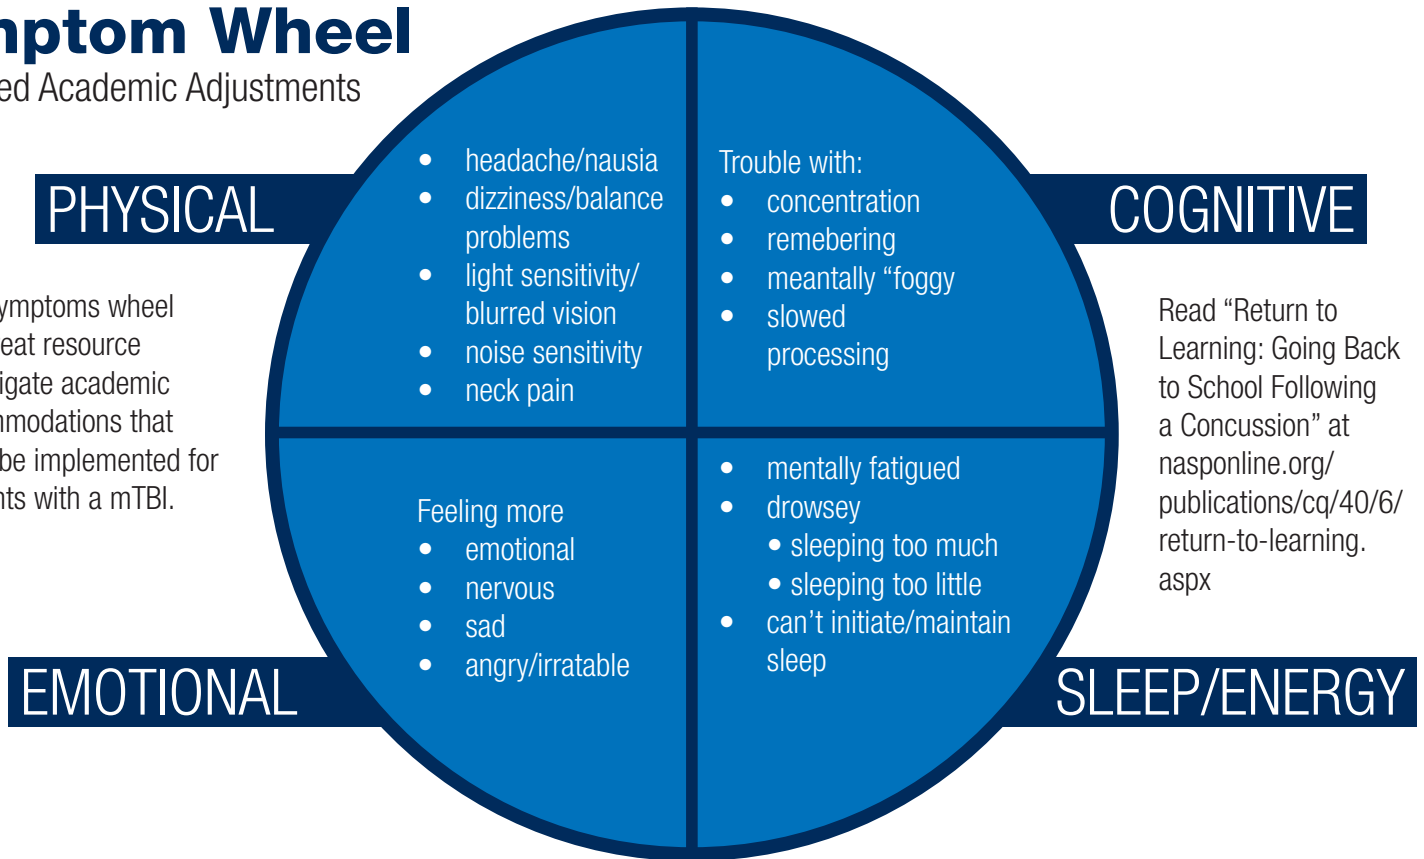 mptom Wheel
ed Academic Adjustments
PHYSICAL
• headache/nausia
• dizziness/balance
problems
• light sensitivity/
blurred vision
• noise sensitivity
• neck pain
Trouble with:
• concentration
• remebering
• meantally “foggy
• slowed
processing
COGNITIVE
ymptoms wheel
eat resource
igate academic
nmodations that
be implemented for
nts with a mTBI.
Read “Return to
Learning: Going Back
to School Following
a Concussion” at
nasponline.org/
publications/cq/40/6/
return-to-learning.
aspx
EMOTIONAL
Feeling more
• emotional
• nervous
• sad
• angry/irratable
• mentally fatigued
• drowsey
• sleeping too much
• sleeping too little
• can’t initiate/maintain
sleep
SLEEP/ENERGY